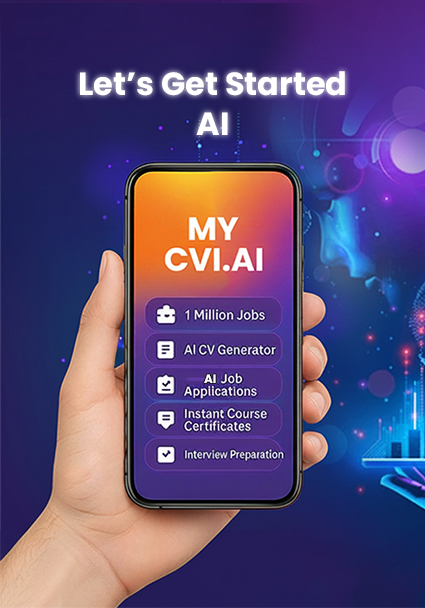 Let's Get Started
AI
MY
CVI.AI
1 Million Jobs
AI CV Generator
AI Job
Applications
Instant Course
Certificates
Interview Preparation